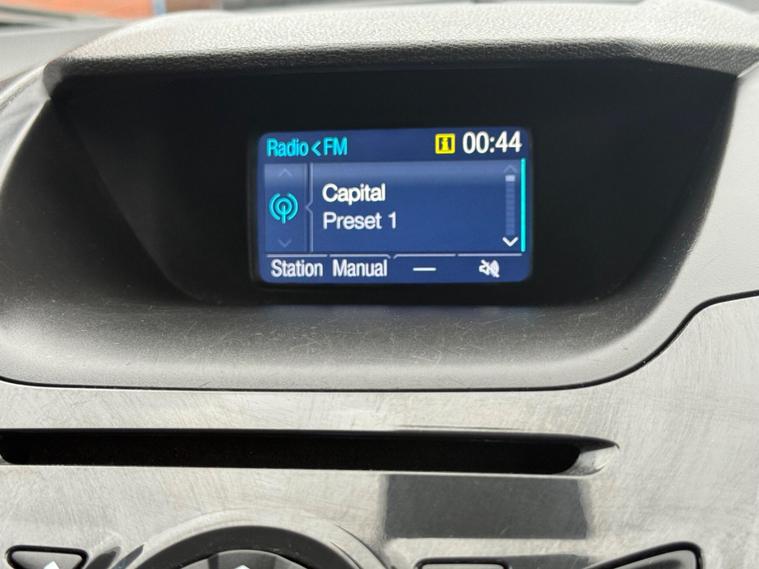 Radio < FM 00:44
Capital
Preset 1
Station Manual —